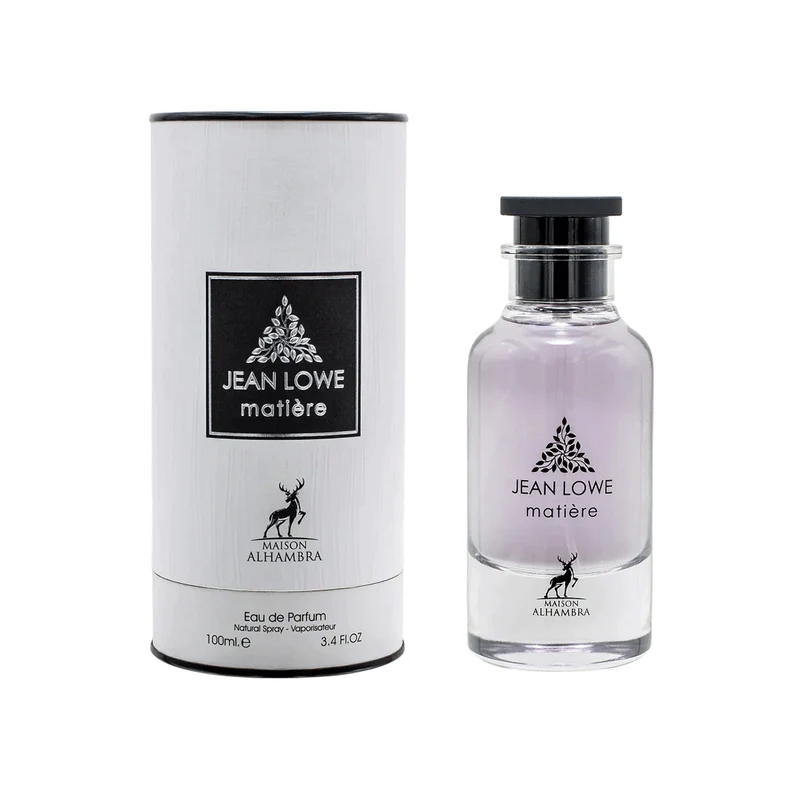 JEAN LOWE
matière
MAISON
ALHAMBRA
Eau de Parfum
Natural Spray - Vaporisateur
100ml.e 3.4 Fl.OZ
JEAN LOWE
matière
MAISON
ALHAMBRA